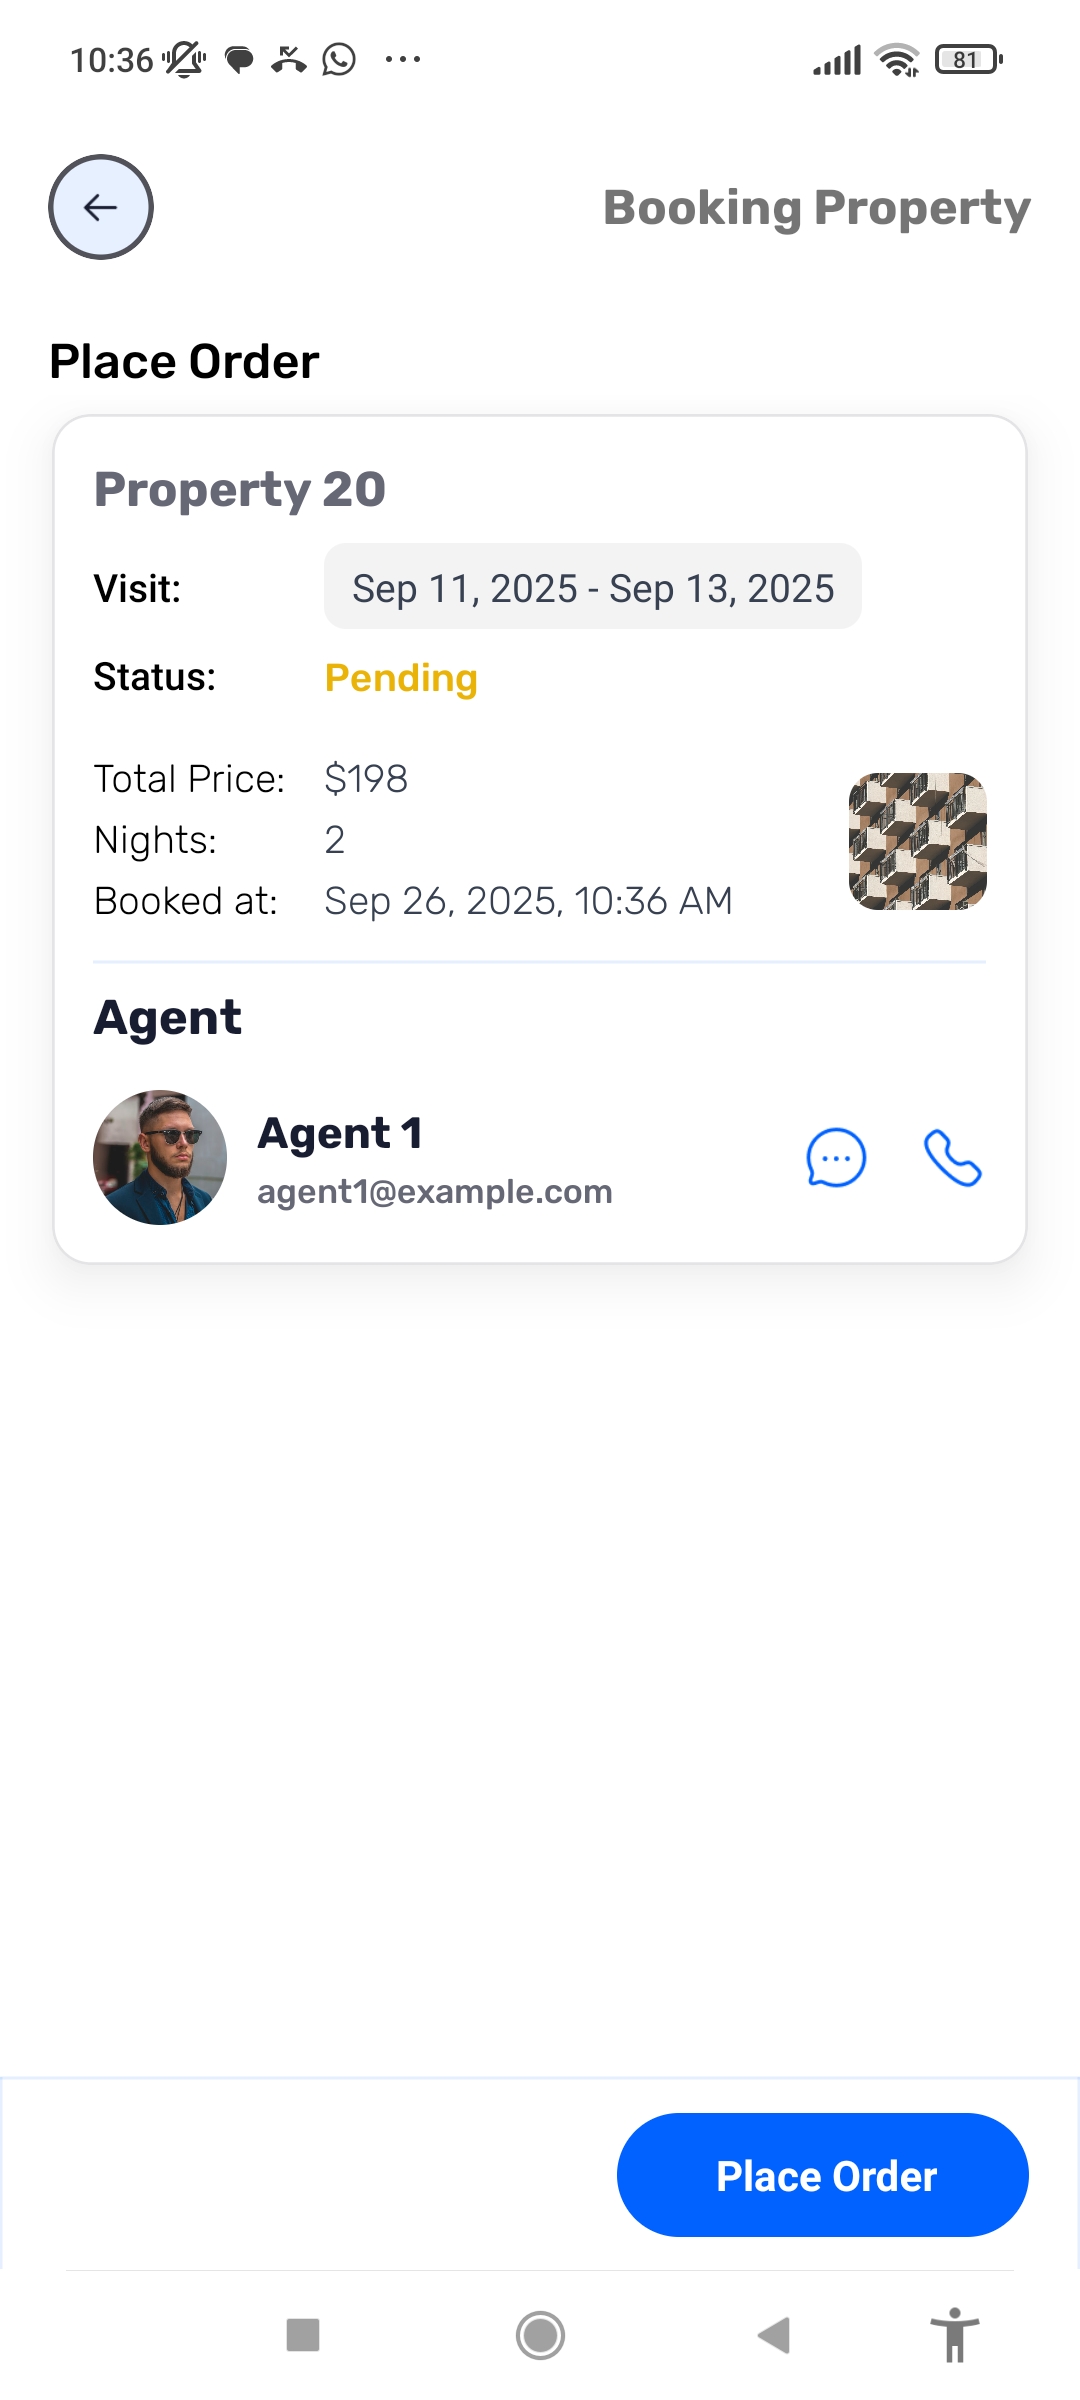 10:36
81
Booking Property
Place Order
Property 20
Visit: Sep 11, 2025 - Sep 13, 2025
Status: Pending
Total Price: $198
Nights: 2
Booked at: Sep 26, 2025, 10:36 AM
Agent
Agent 1
agent1@example.com
Place Order